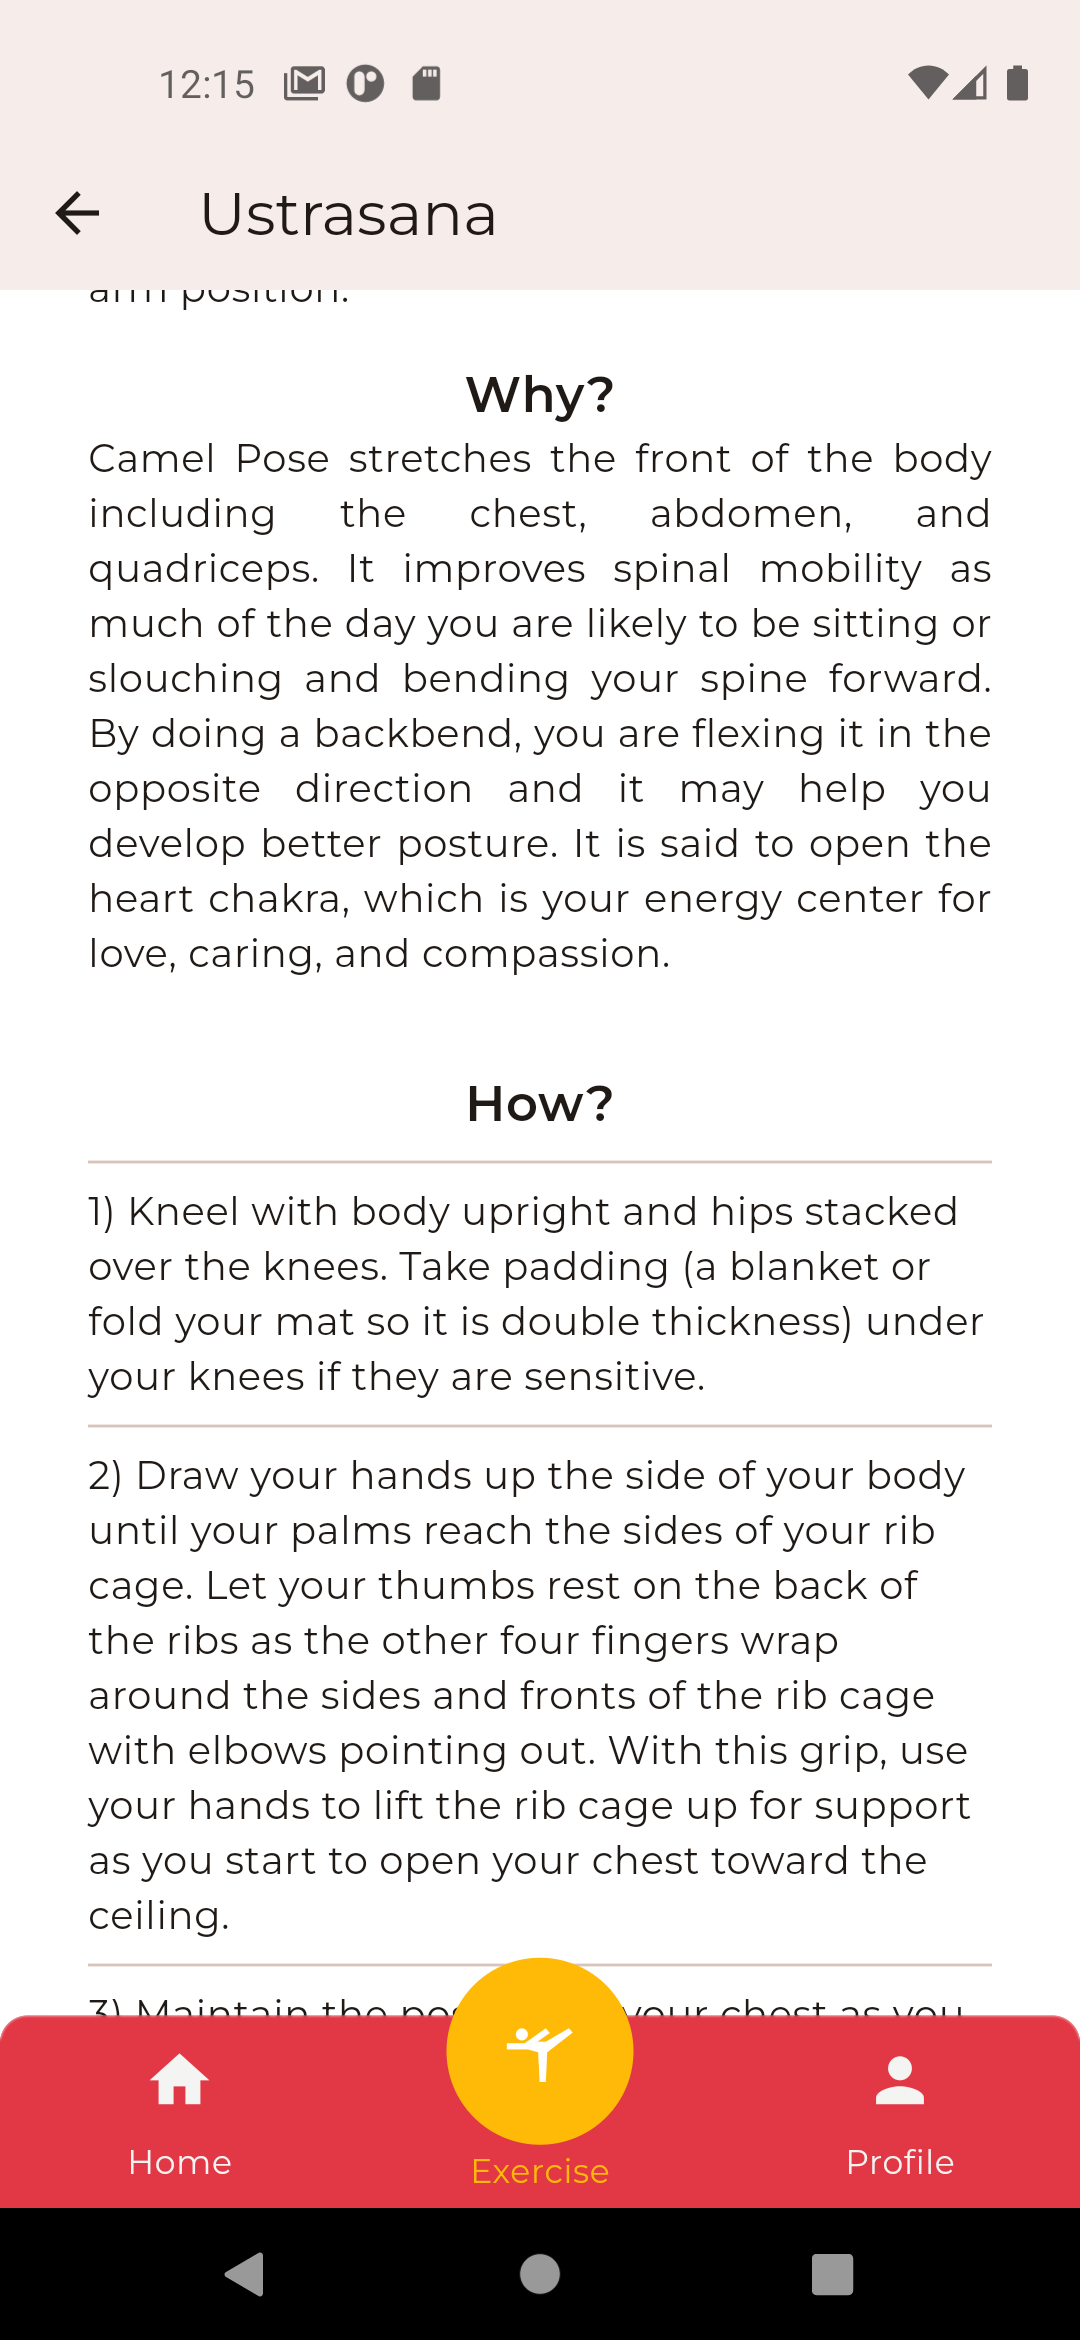 12:15
Ustrasana
arm position.
Why?
Camel Pose stretches the front of the body
including the chest, abdomen, and
quadriceps. It improves spinal mobility as
much of the day you are likely to be sitting or
slouching and bending your spine forward.
By doing a backbend, you are flexing it in the
opposite direction and it may help you
develop better posture. It is said to open the
heart chakra, which is your energy center for
love, caring, and compassion.
How?
1) Kneel with body upright and hips stacked
over the knees. Take padding (a blanket or
fold your mat so it is double thickness) under
your knees if they are sensitive.
2) Draw your hands up the side of your body
until your palms reach the sides of your rib
cage. Let your thumbs rest on the back of
the ribs as the other four fingers wrap
around the sides and fronts of the rib cage
with elbows pointing out. With this grip, use
your hands to lift the rib cage up for support
as you start to open your chest toward the
ceiling.
3) Maintain the your chest as you
Home
Exercise
Profile